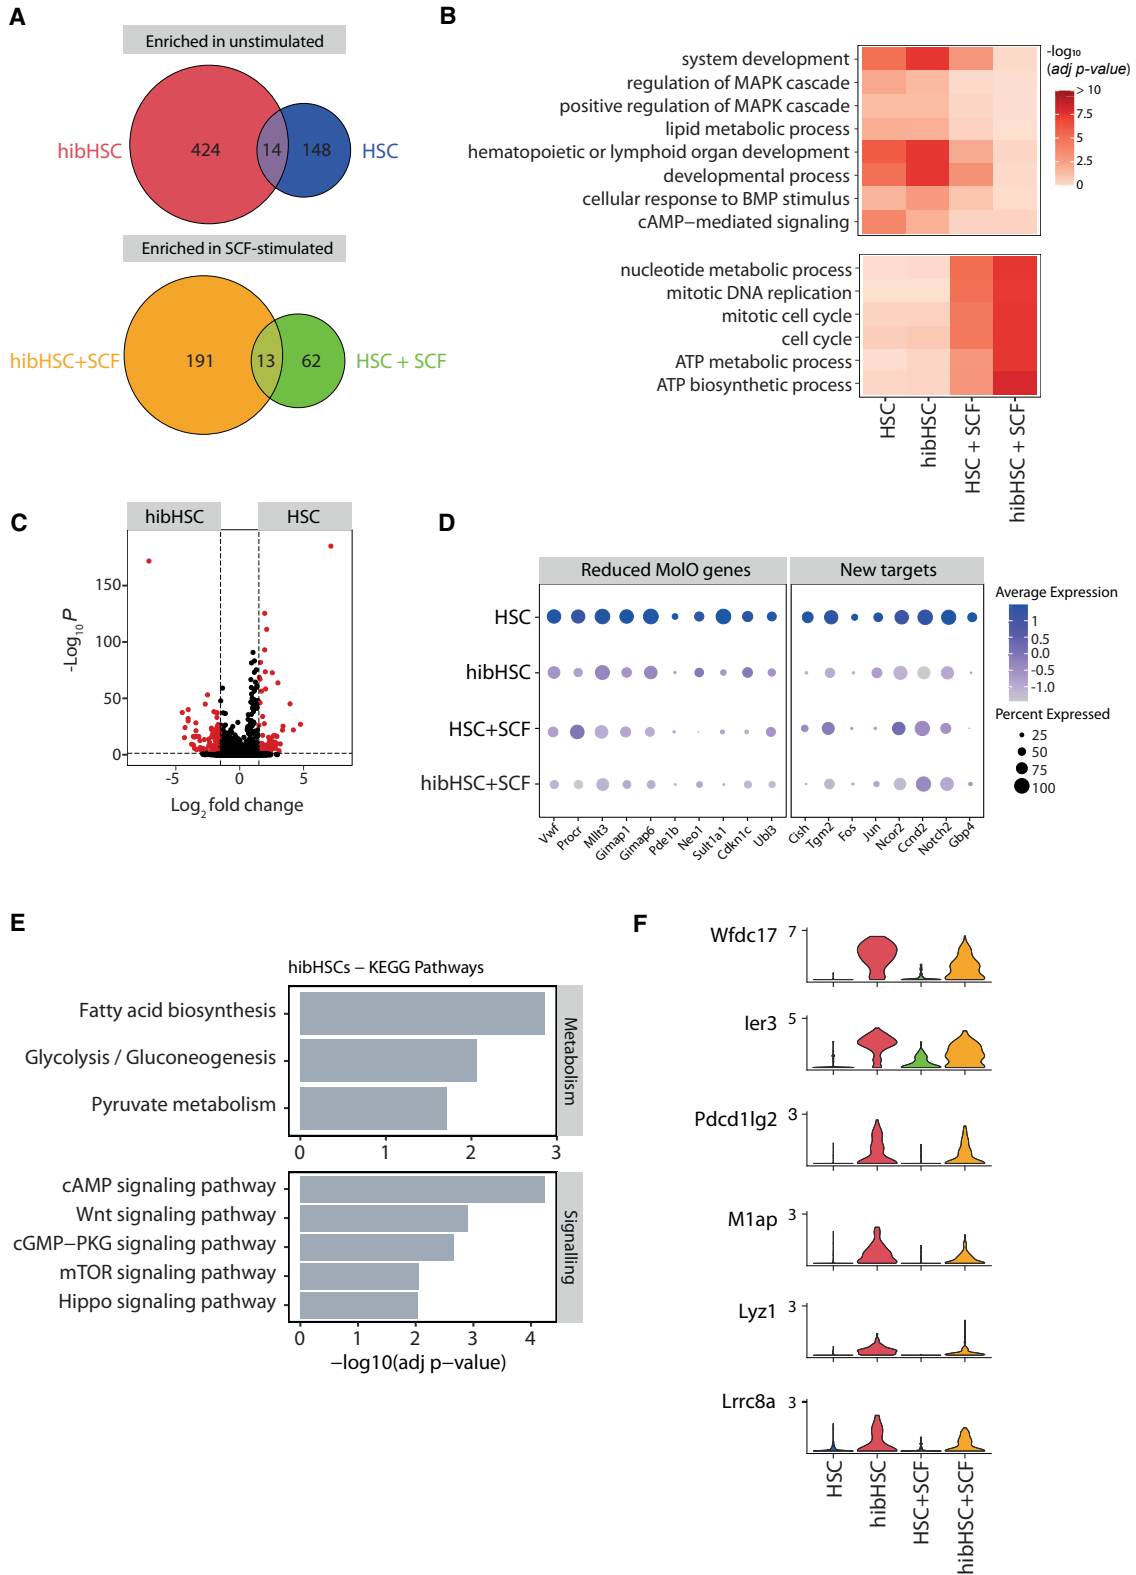 A
Enriched in unstimulated
hibHSC
424
14
148
HSC
Enriched in SCF-stimulated
hibHSC+SCF
191
13
62
HSC + SCF
B
system development
regulation of MAPK cascade
positive regulation of MAPK cascade
lipid metabolic process
hematopoietic or lymphoid organ development
developmental process
cellular response to BMP stimulus
cAMP−mediated signaling
nucleotide metabolic process
mitotic DNA replication
mitotic cell cycle
cell cycle
ATP metabolic process
ATP biosynthetic process
HSC
hibHSC
HSC + SCF
hibHSC + SCF
-log₁₀
(adj p-value)
> 10
7.5
5
2.5
0
C
hibHSC
HSC
150
100
50
0
-Log₁₀ P
-5
0
5
Log₂ fold change
D
Reduced MolO genes
New targets
HSC
hibHSC
HSC+SCF
hibHSC+SCF
Vwf
Procr
Mllt3
Gimap1
Gimap6
Pde1b
Neo1
Sult1a1
Cdkn1c
Ubl3
Cish
Tgm2
Fos
Jun
Ncor2
Ccnd2
Notch2
Gbp4
Average Expression
1
0.5
0.0
-0.5
-1.0
Percent Expressed
25
50
75
100
E
hibHSCs – KEGG Pathways
Fatty acid biosynthesis
Glycolysis / Gluconeogenesis
Pyruvate metabolism
Metabolism
0
1
2
3
cAMP signaling pathway
Wnt signaling pathway
cGMP−PKG signaling pathway
mTOR signaling pathway
Hippo signaling pathway
Signalling
0
1
2
3
4
−log10(adj p−value)
F
Wfdc17
7
Ier3
5
Pdcd1lg2
3
M1ap
3
Lyz1
3
Lrrc8a
3
HSC
hibHSC
HSC+SCF
hibHSC+SCF